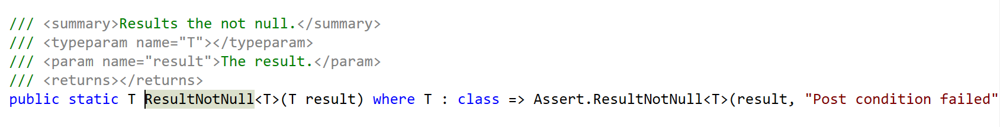 /// <summary>Results the not null.</summary>
/// <typeparam name="T"></typeparam>
/// <param name="result">The result.</param>
/// <returns></returns>
public static T ResultNotNull<T>(T result) where T : class => Assert.ResultNotNull<T>(result, "Post condition failed"